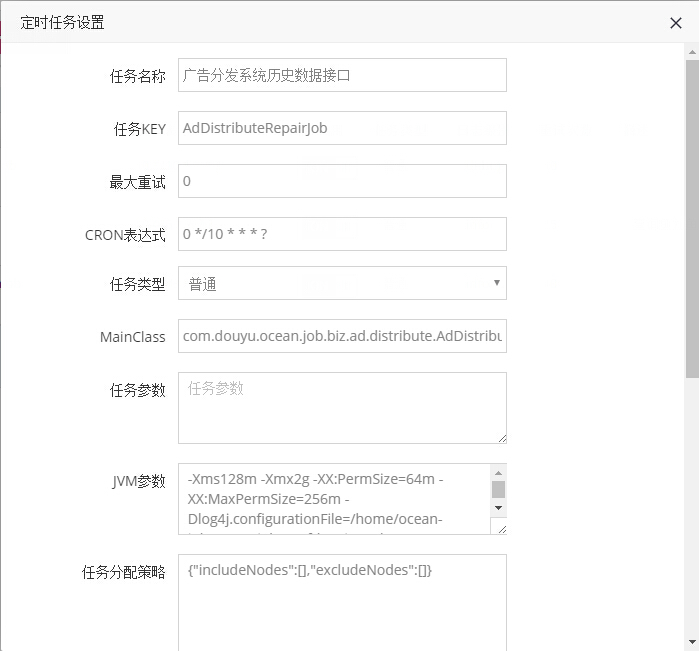 定时任务设置
任务名称 广告分发系统历史数据接口
任务KEY AdDistributeRepairJob
最大重试 0
CRON表达式 0 */10 * * * ?
任务类型 普通
MainClass com.douyu.ocean.job.biz.ad.distribute.AdDistribu
任务参数 任务参数
JVM参数 -Xms128m -Xmx2g -XX:PermSize=64m -
XX:MaxPermSize=256m -
Dlog4j.configurationFile=/home/ocean-
任务分配策略 {"includeNodes":[],"excludeNodes":[]}